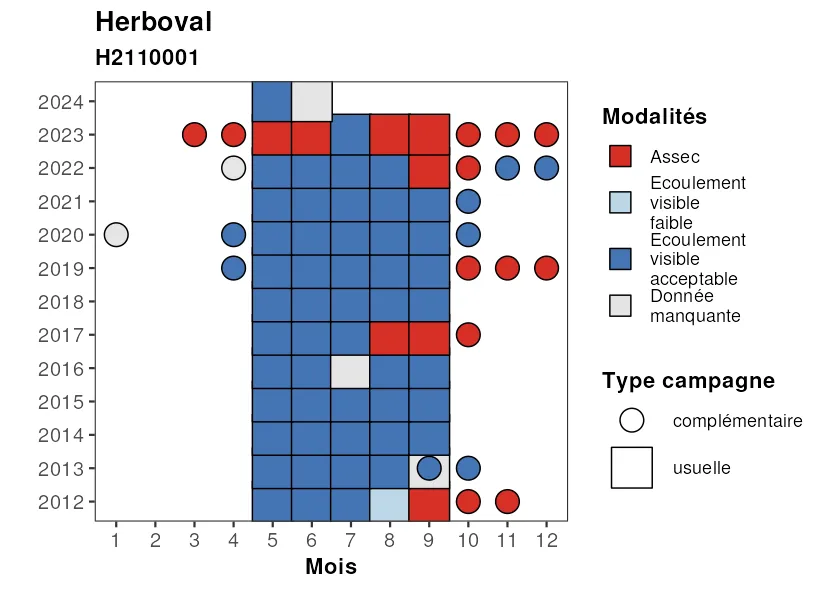 Herboval
H2110001
2024
2023
2022
2021
2020
2019
2018
2017
2016
2015
2014
2013
2012
1 2 3 4 5 6 7 8 9 10 11 12
Mois
Modalités
Assec
Ecoulement
visible
faible
Ecoulement
visible
acceptable
Donnée
manquante
Type campagne
complémentaire
usuelle